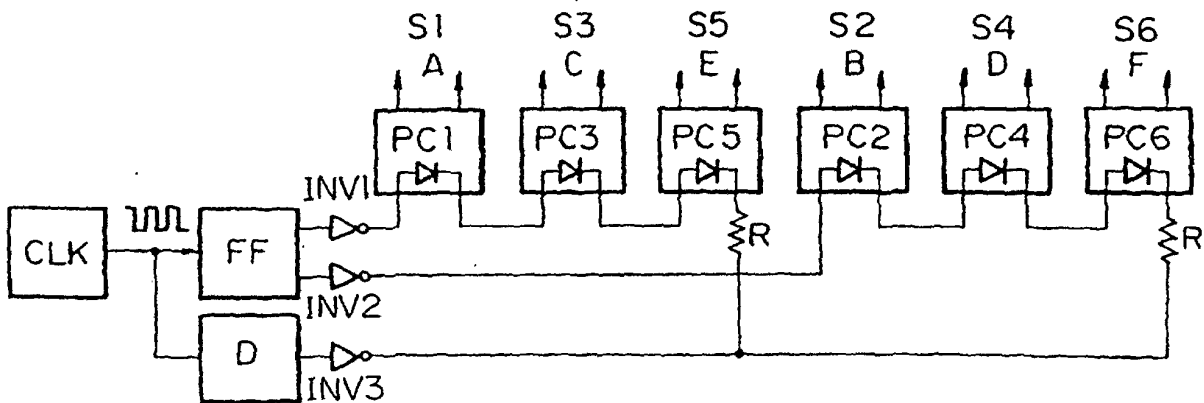 S1 S3 S5 S2 S4 S6
A C E B D F
PC1 PC3 PC5 PC2 PC4 PC6
INV1
CLK FF R R
INV2
D
INV3